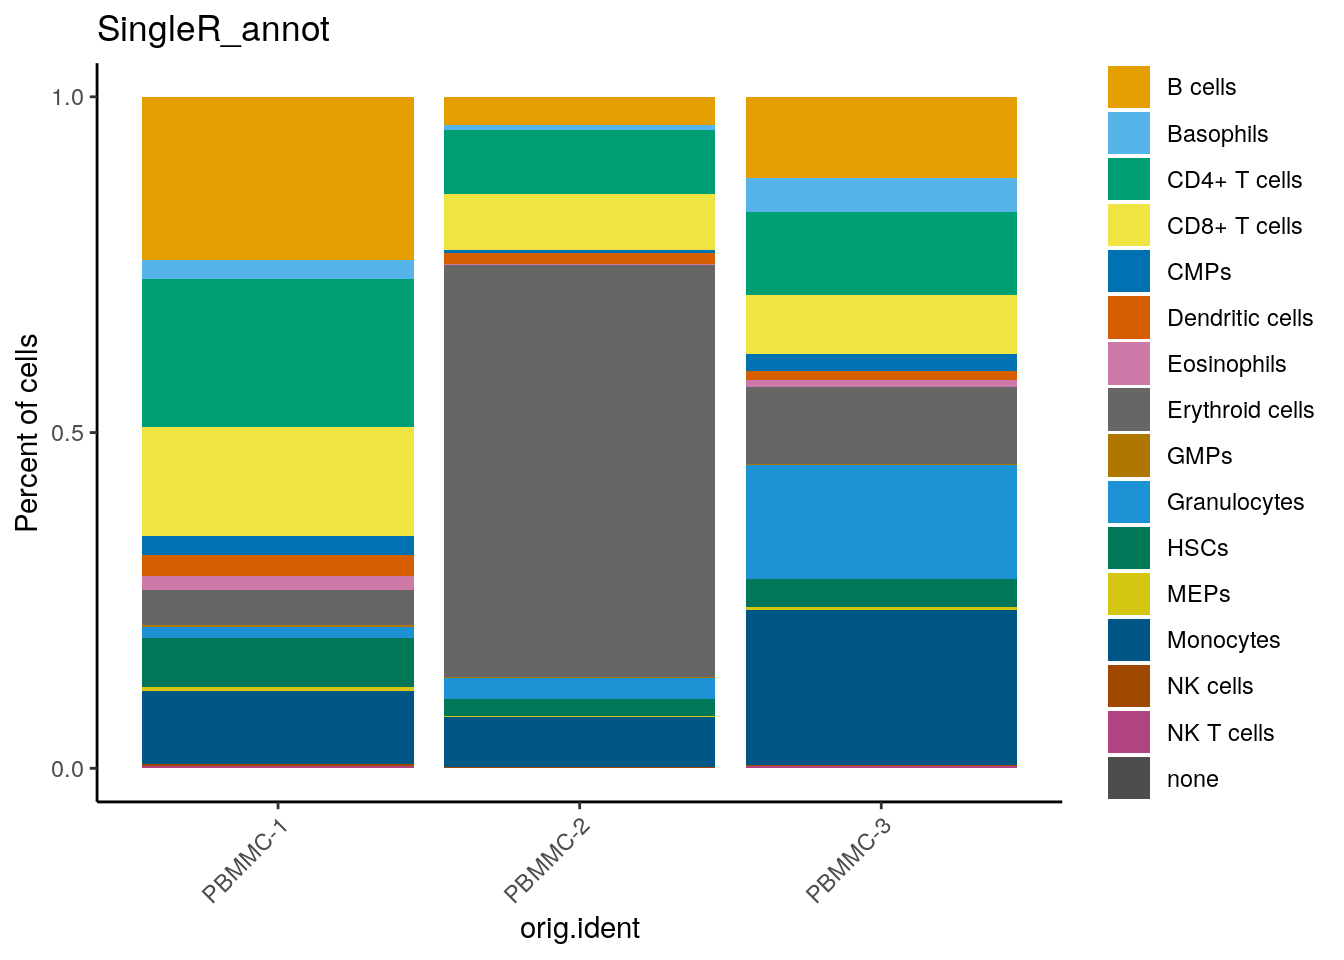 SingleR_annot
1.0
0.5
0.0
Percent of cells
PBMMC-1
PBMMC-2
PBMMC-3
orig.ident
B cells
Basophils
CD4+ T cells
CD8+ T cells
CMPs
Dendritic cells
Eosinophils
Erythroid cells
GMPs
Granulocytes
HSCs
MEPs
Monocytes
NK cells
NK T cells
none